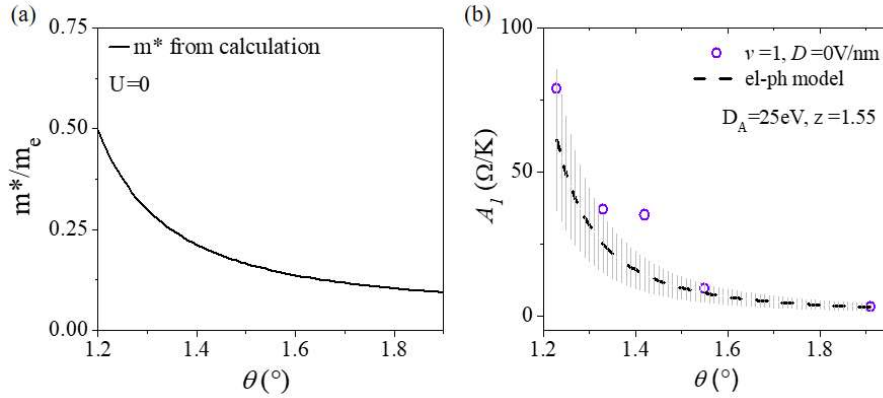 (a)
0.75
0.50
0.25
0.00
m*/mₑ
m* from calculation
U=0
1.2
1.4
1.6
1.8
θ (°)
(b)
100
50
0
A₁ (Ω/K)
ν =1, D =0V/nm
el-ph model
D_A=25eV, z =1.55
1.2
1.4
1.6
1.8
θ (°)